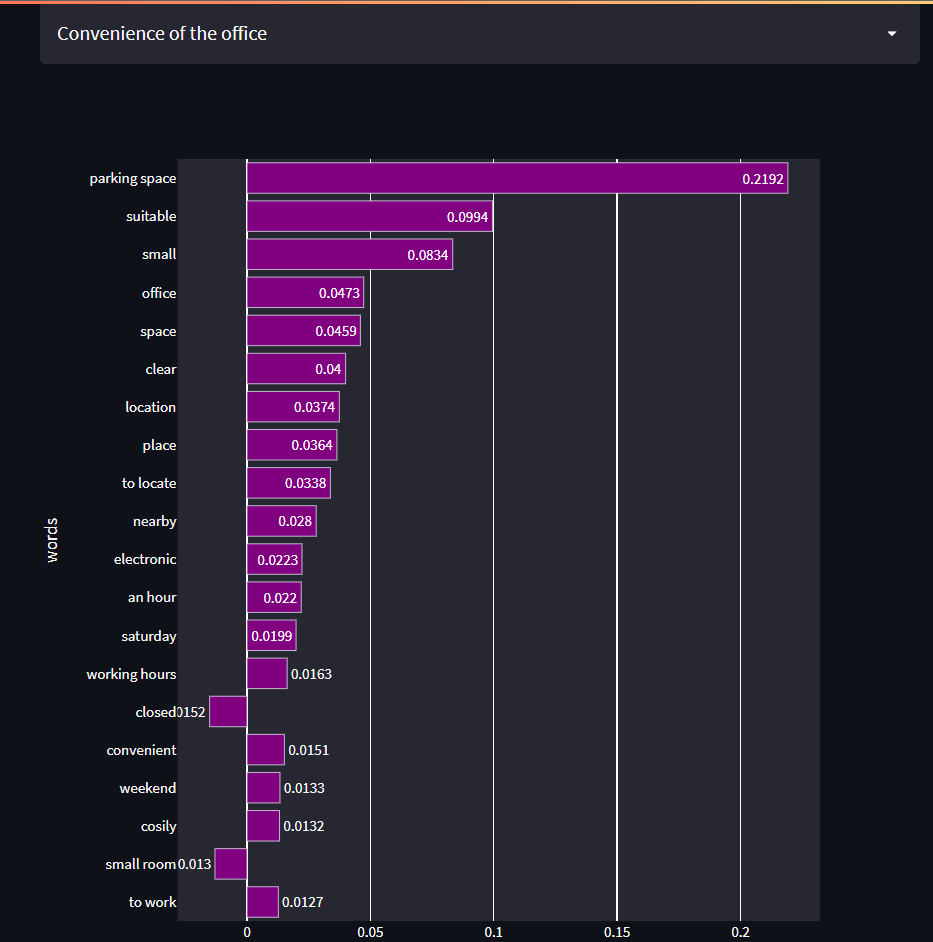 Convenience of the office
parking space 0.2192
suitable 0.0994
small 0.0834
office 0.0473
space 0.0459
clear 0.04
location 0.0374
place 0.0364
to locate 0.0338
nearby 0.028
electronic 0.0223
an hour 0.022
saturday 0.0199
working hours 0.0163
closed 0152
convenient 0.0151
weekend 0.0133
cosily 0.0132
small room 0.013
to work 0.0127
words
0 0.05 0.1 0.15 0.2